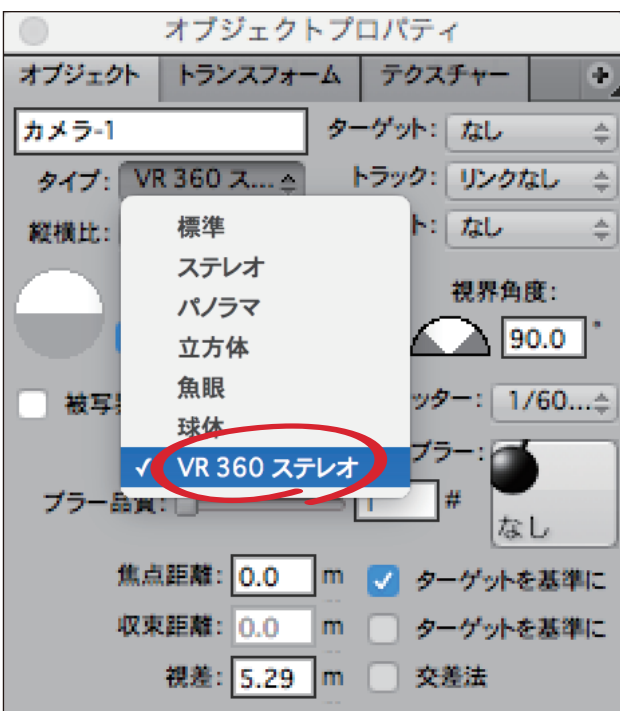 オブジェクトプロパティ
オブジェクト トランスフォーム テクスチャー
カメラ-1 ターゲット: なし
タイプ: VR 360 ス... トラック: リンクなし
縦横比: ト: なし
標準
ステレオ
パノラマ
立方体
魚眼
球体
✓ VR 360 ステレオ
視界角度:
90.0 °
被写 ッター: 1/60...
ブラー:
なし
ブラー品質: 1 #
焦点距離: 0.0 m ターゲットを基準に
収束距離: 0.0 m ターゲットを基準に
視差: 5.29 m 交差法